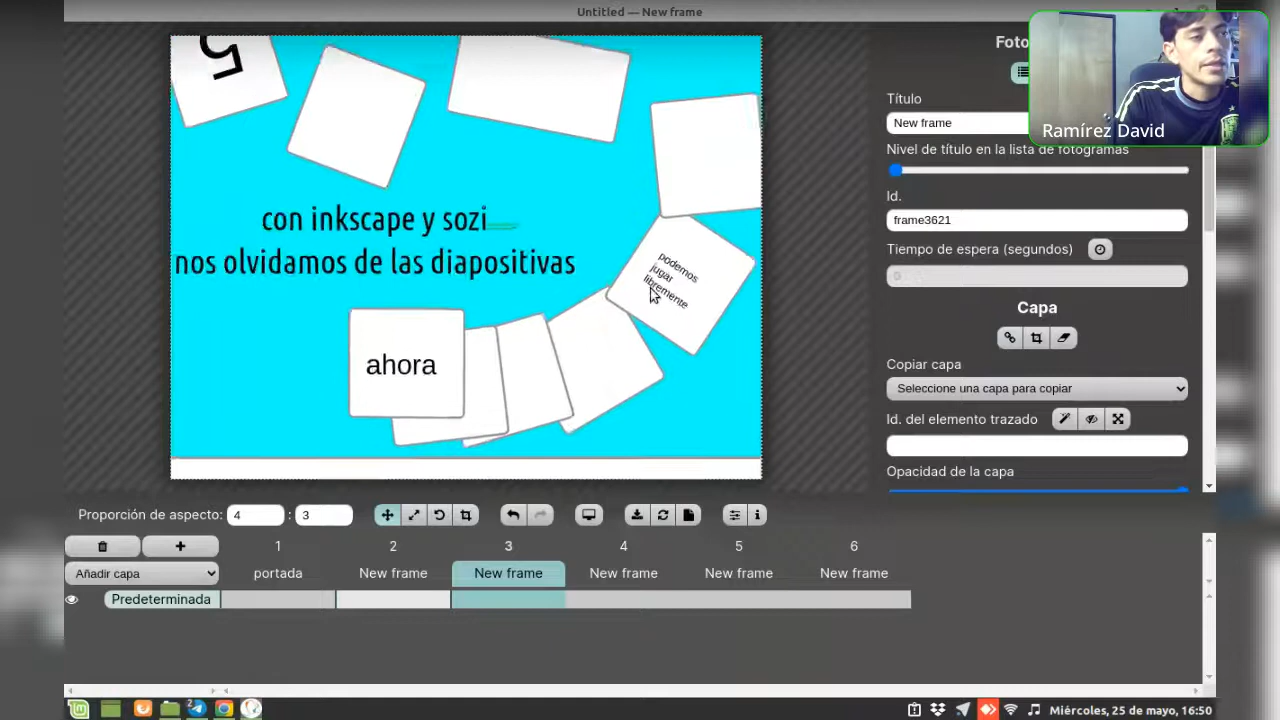 Untitled — New frame
5
con inkscape y sozi
nos olvidamos de las diapositivas
podemos
jugar
libremente
ahora
Foto
Ramírez David
Título
New frame
Nivel de título en la lista de fotogramas
Id.
frame3621
Tiempo de espera (segundos)
0
Capa
Copiar capa
Seleccione una capa para copiar
Id. del elemento trazado
Opacidad de la capa
Proporción de aspecto: 4 : 3
1 2 3 4 5 6
Añadir capa portada New frame New frame New frame New frame New frame
Predeterminada
2
Miércoles, 25 de mayo, 16:50